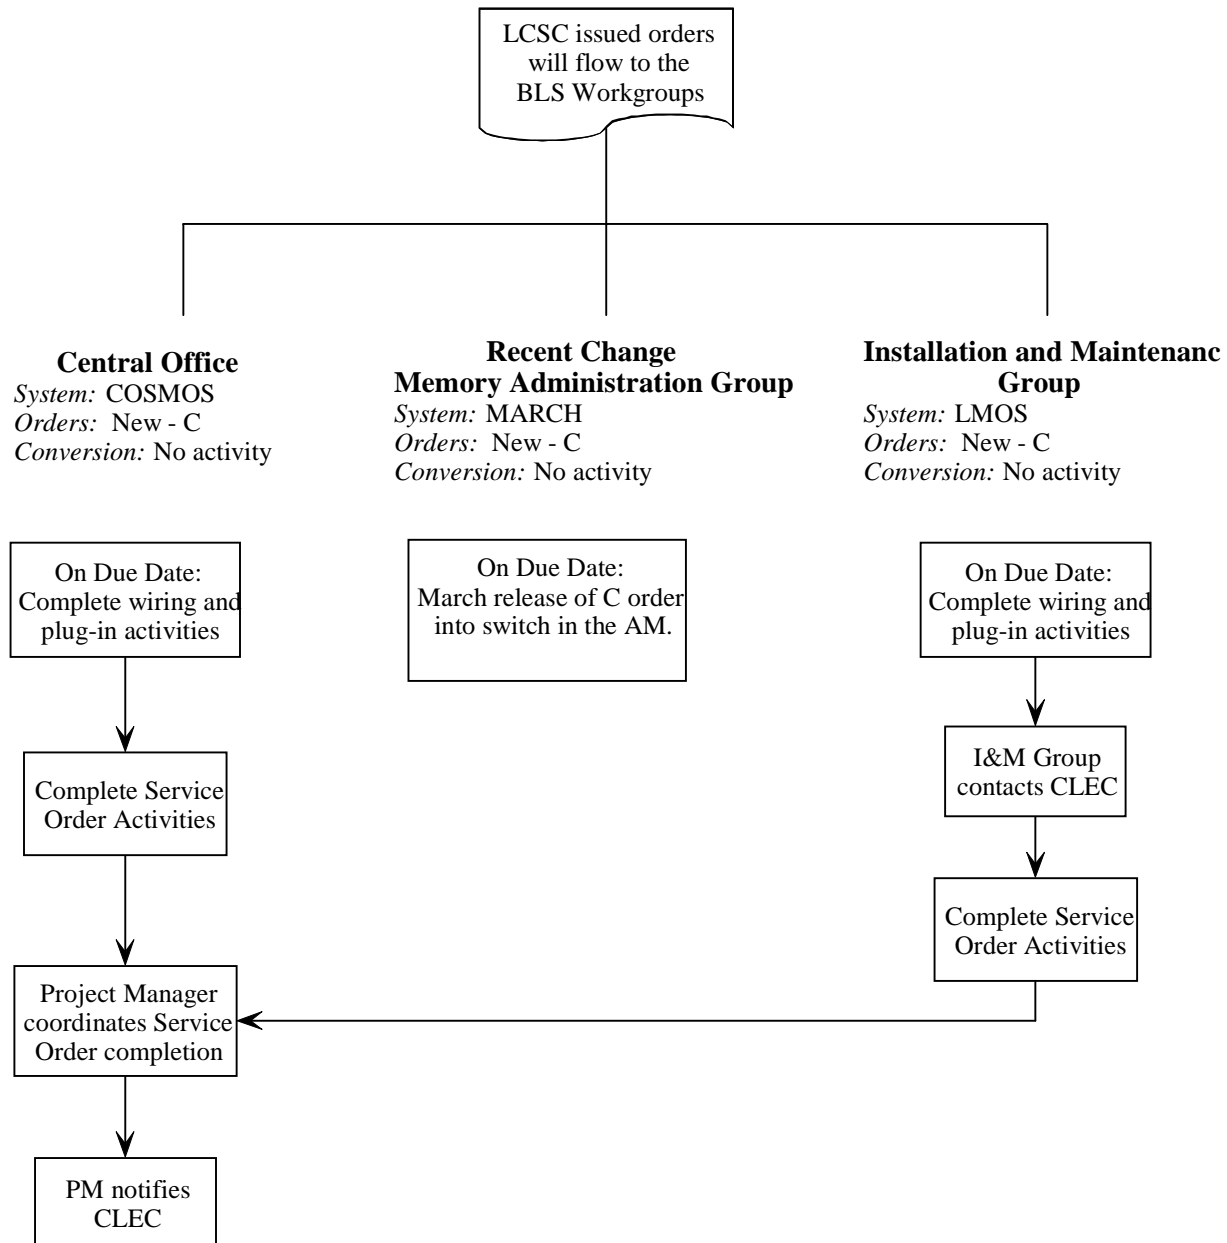 LCSC issued orders
will flow to the
BLS Workgroups
Central Office
System: COSMOS
Orders: New - C
Conversion: No activity
Recent Change
Memory Administration Group
System: MARCH
Orders: New - C
Conversion: No activity
Installation and Maintenanc
Group
System: LMOS
Orders: New - C
Conversion: No activity
On Due Date:
Complete wiring and
plug-in activities
On Due Date:
March release of C order
into switch in the AM.
On Due Date:
Complete wiring and
plug-in activities
Complete Service
Order Activities
I&M Group
contacts CLEC
Complete Service
Order Activities
Project Manager
coordinates Service
Order completion
PM notifies
CLEC